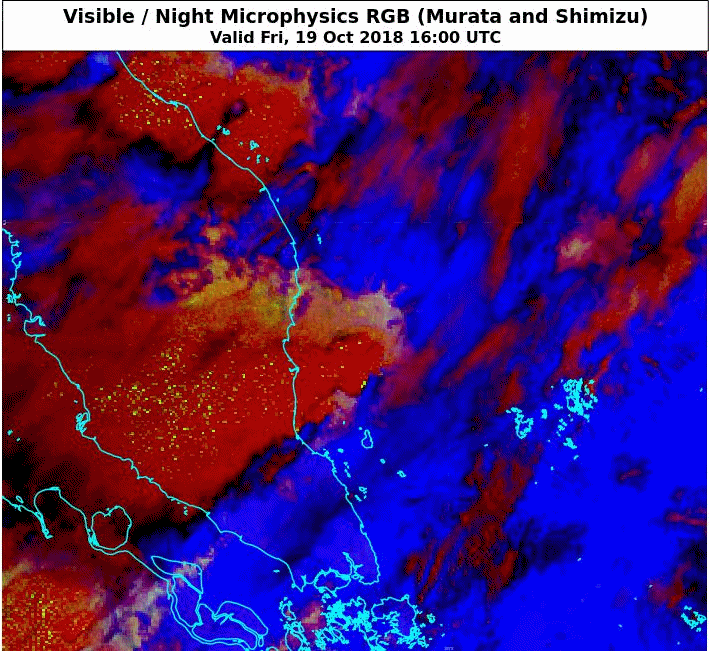 Visible / Night Microphysics RGB (Murata and Shimizu)
Valid Fri, 19 Oct 2018 16:00 UTC